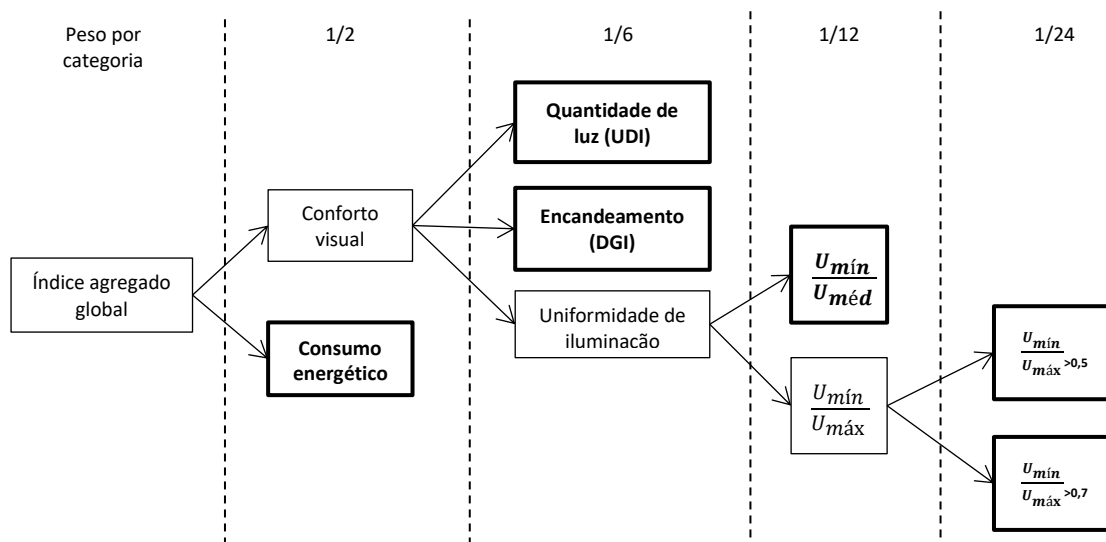 Peso por
categoria
1/2
1/6
1/12
1/24
Quantidade de
luz (UDI)
Conforto
visual
Encandeamento
(DGI)
Índice agregado
global
Uniformidade de
iluminacão
Umín
Uméd
Consumo
energético
Umín
Umáx
Umín
Umáx >0,5
Umín
Umáx >0,7